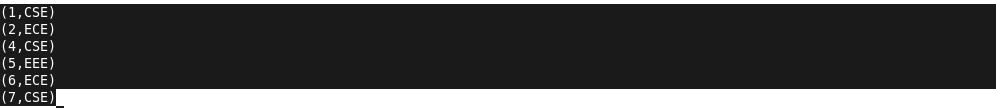 (1,CSE)
(2,ECE)
(4,CSE)
(5,EEE)
(6,ECE)
(7,CSE)